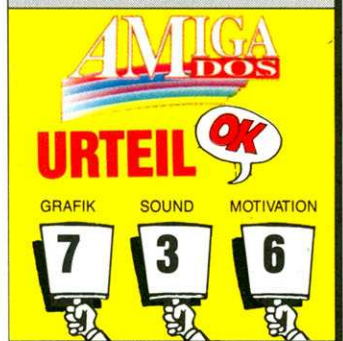 AMIGA
DOS
URTEIL OK
GRAFIK SOUND MOTIVATION
7 3 6